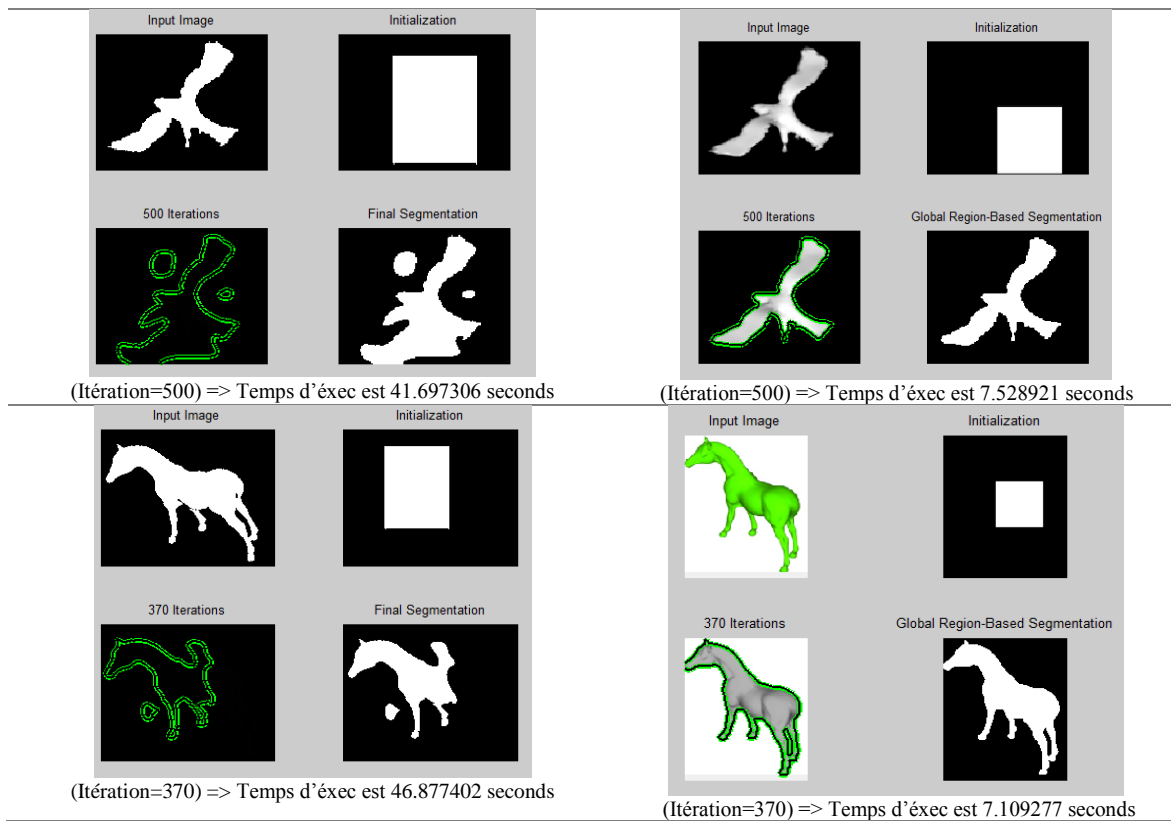 Input Image
Initialization
500 Iterations
Final Segmentation
(Itération=500) => Temps d'éxec est 41.697306 seconds
Input Image
Initialization
500 Iterations
Global Region-Based Segmentation
(Itération=500) => Temps d'éxec est 7.528921 seconds
Input Image
Initialization
370 Iterations
Final Segmentation
(Itération=370) => Temps d'éxec est 46.877402 seconds
Input Image
Initialization
370 Iterations
Global Region-Based Segmentation
(Itération=370) => Temps d'éxec est 7.109277 seconds